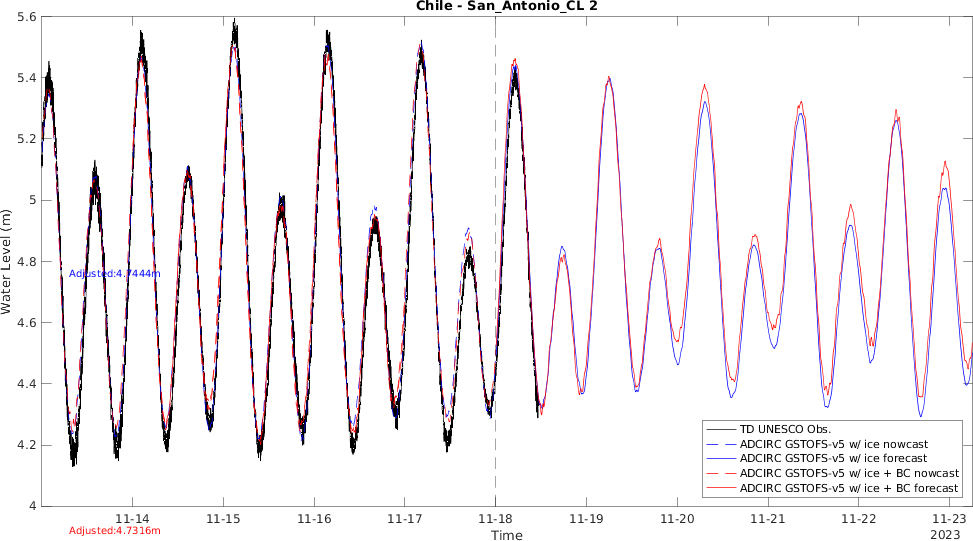 Chile - San_Antonio_CL 2
5.6
5.4
5.2
5
4.8
4.6
4.4
4.2
4
Water Level (m)
Adjusted:4.7444m
TD UNESCO Obs.
ADCIRC GSTOFS-v5 w/ ice nowcast
ADCIRC GSTOFS-v5 w/ ice forecast
ADCIRC GSTOFS-v5 w/ ice + BC nowcast
ADCIRC GSTOFS-v5 w/ ice + BC forecast
11-14 11-15 11-16 11-17 11-18 11-19 11-20 11-21 11-22 11-23
Adjusted:4.7316m
Time
2023